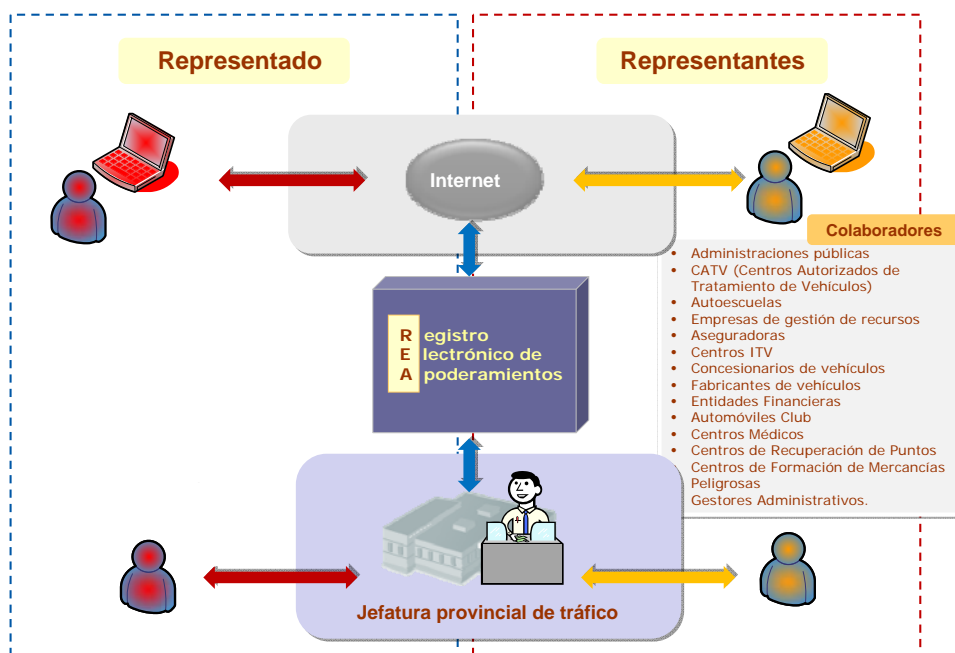 Representado
Representantes
Internet
Colaboradores
• Administraciones públicas
• CATV (Centros Autorizados de
Tratamiento de Vehículos)
• Autoescuelas
• Empresas de gestión de recursos
• Aseguradoras
• Centros ITV
• Concesionarios de vehículos
• Fabricantes de vehículos
• Entidades Financieras
• Automóviles Club
• Centros Médicos
• Centros de Recuperación de Puntos
Centros de Formación de Mercancías
Peligrosas
Gestores Administrativos.
R egistro
E lectrónico de
A poderamientos
Jefatura provincial de tráfico